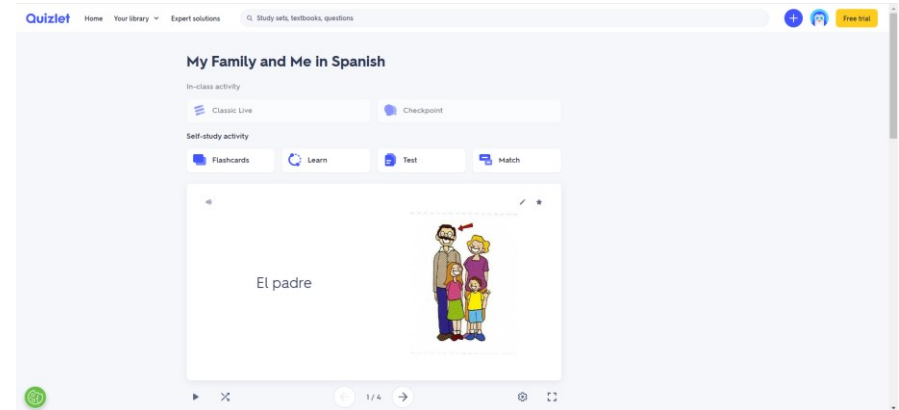 Quizlet Home Your library Expert solutions Study sets, textbooks, questions Free trial
My Family and Me in Spanish
In-class activity
Classic Live Checkpoint
Self-study activity
Flashcards Learn Test Match
El padre
1 / 4